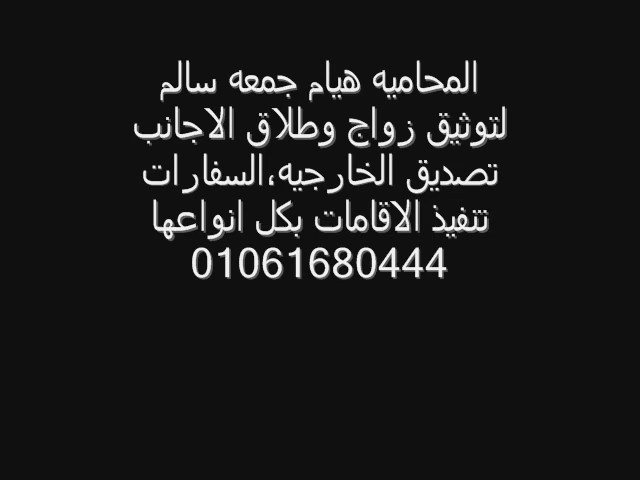 المحاميه هيام جمعه سالم
لتوثيق زواج وطلاق الاجانب
تصديق الخارجيه،السفارات
تنفيذ الاقامات بكل انواعها
01061680444